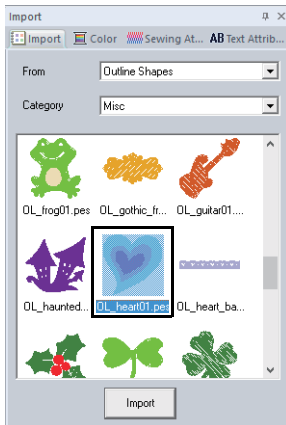 Import
Import Color Sewing At... AB Text Attrib...
From Outline Shapes
Category Misc
OL_frog01.pes OL_gothic_fr... OL_guitar01....
OL_haunted... OL_heart01.pes OL_heart_ba...
Import